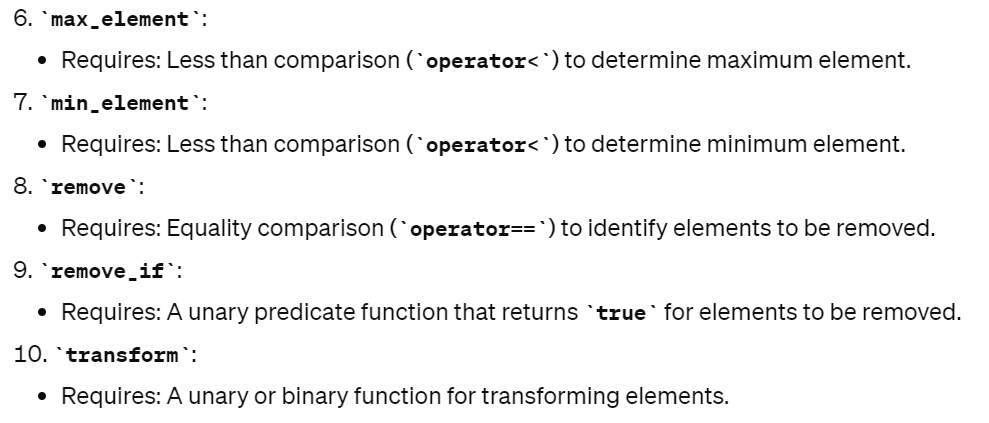 6. `max_element`:
• Requires: Less than comparison (`operator<`) to determine maximum element.
7. `min_element`:
• Requires: Less than comparison (`operator<`) to determine minimum element.
8. `remove`:
• Requires: Equality comparison (`operator==`) to identify elements to be removed.
9. `remove_if`:
• Requires: A unary predicate function that returns `true` for elements to be removed.
10. `transform`:
• Requires: A unary or binary function for transforming elements.